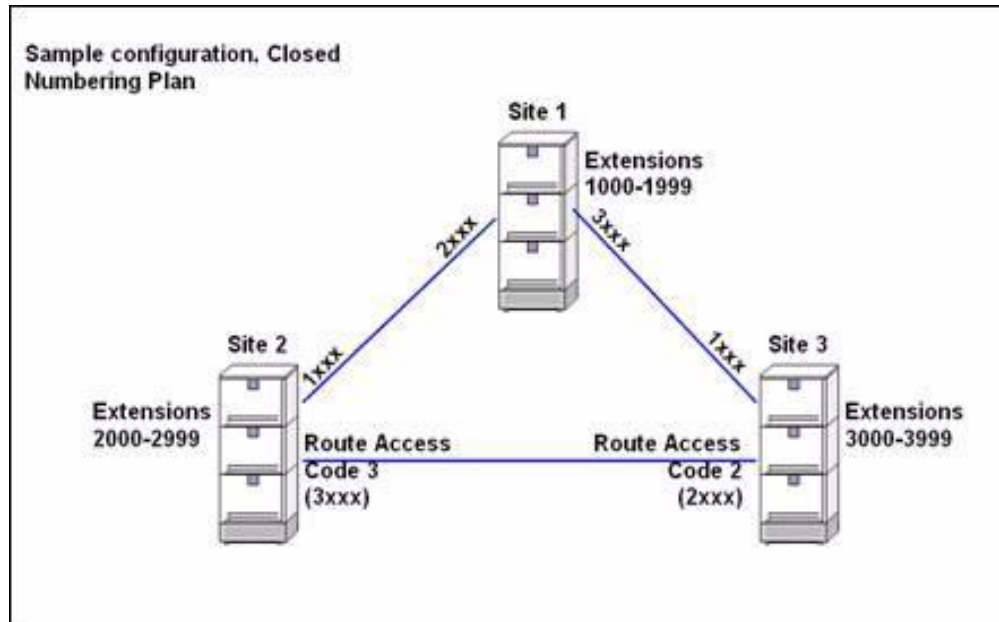 Sample configuration, Closed
Numbering Plan
Site 1
Extensions
1000-1999
2xxx
3xxx
Site 2
1xxx
1xxx
Site 3
Extensions
2000-2999
Extensions
3000-3999
Route Access
Code 3
(3xxx)
Route Access
Code 2
(2xxx)